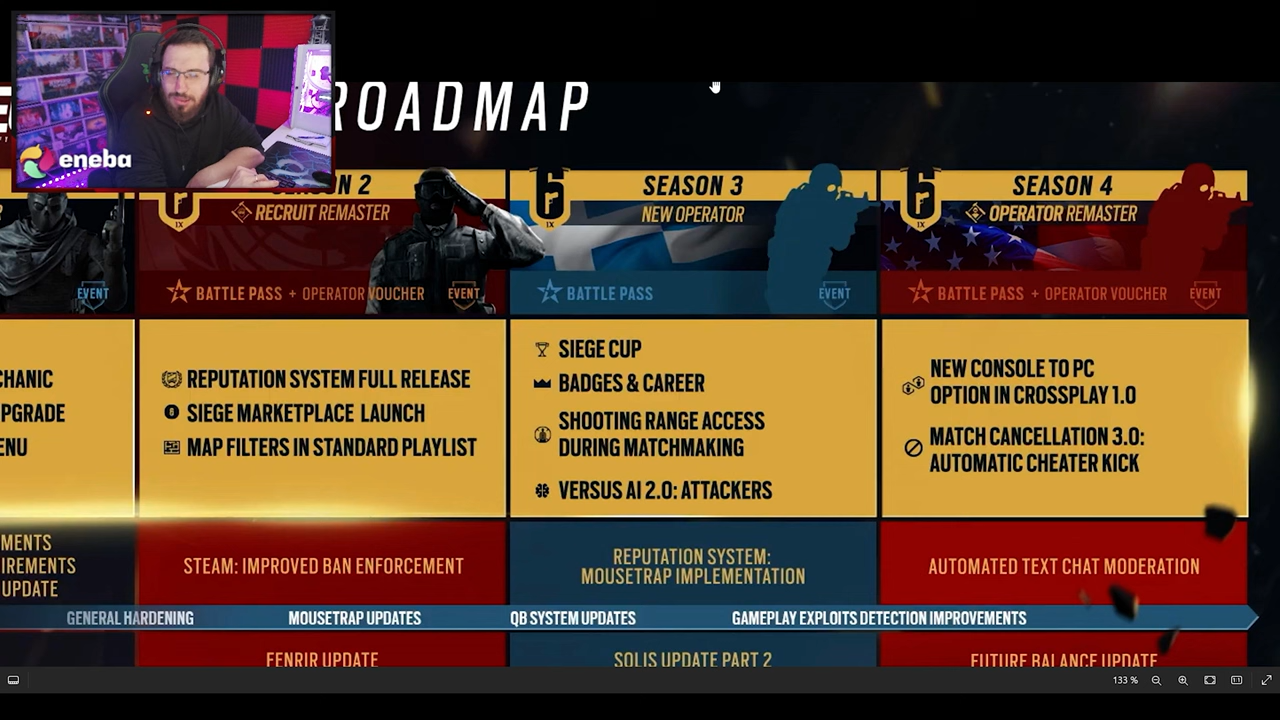 ROADMAP
eneba
SEASON 2
RECRUIT REMASTER
IX
BATTLE PASS + OPERATOR VOUCHER
EVENT
SEASON 3
NEW OPERATOR
IX
BATTLE PASS
EVENT
SEASON 4
OPERATOR REMASTER
IX
BATTLE PASS + OPERATOR VOUCHER
EVENT
EVENT
CHANIC
PGRADE
ENU
REPUTATION SYSTEM FULL RELEASE
SIEGE MARKETPLACE LAUNCH
MAP FILTERS IN STANDARD PLAYLIST
SIEGE CUP
BADGES & CAREER
SHOOTING RANGE ACCESS
DURING MATCHMAKING
VERSUS AI 2.0: ATTACKERS
NEW CONSOLE TO PC
OPTION IN CROSSPLAY 1.0
MATCH CANCELLATION 3.0:
AUTOMATIC CHEATER KICK
MENTS
IREMENTS
UPDATE
STEAM: IMPROVED BAN ENFORCEMENT
REPUTATION SYSTEM:
MOUSETRAP IMPLEMENTATION
AUTOMATED TEXT CHAT MODERATION
GENERAL HARDENING MOUSETRAP UPDATES QB SYSTEM UPDATES GAMEPLAY EXPLOITS DETECTION IMPROVEMENTS
FENRIR UPDATE
SOLIS UPDATE PART 2
FUTURE BALANCE UPDATE
133 %